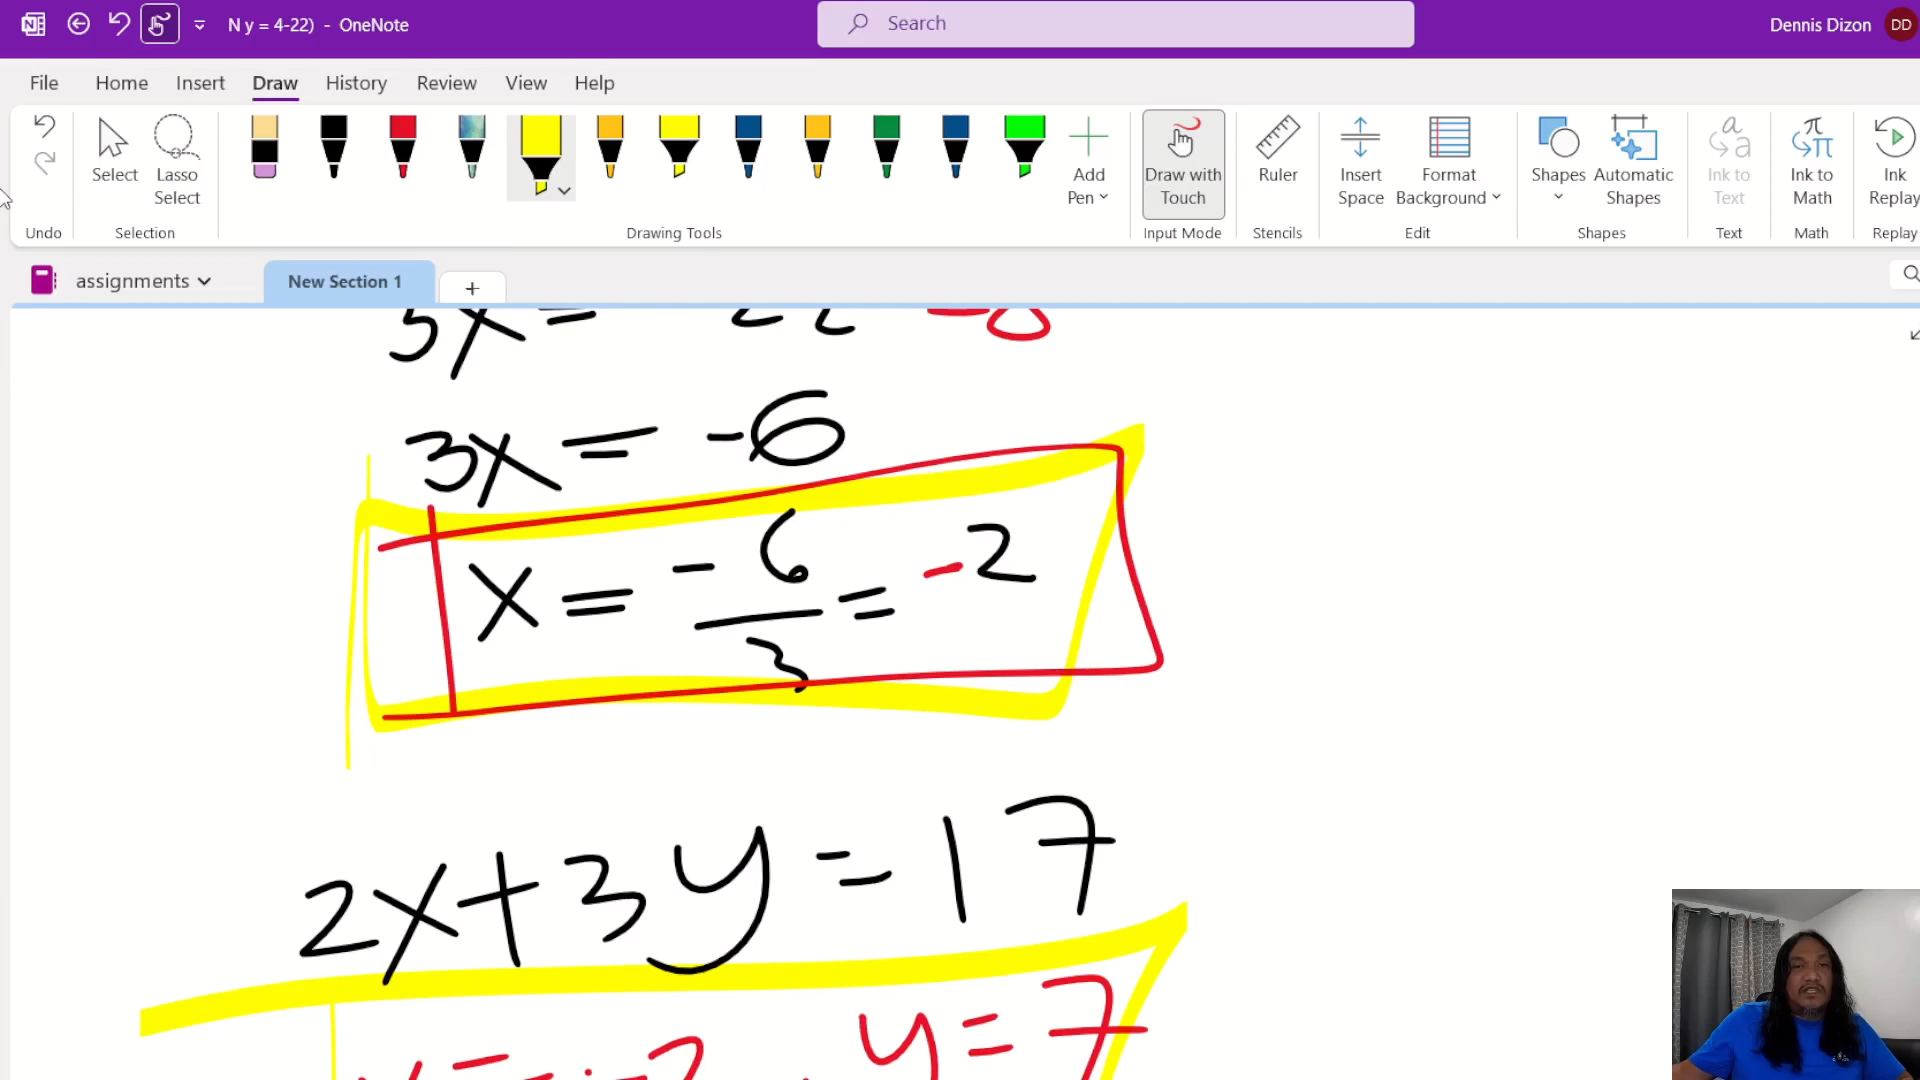 N y = 4-22) - OneNote
Search
Dennis Dizon
DD
File Home Insert Draw History Review View Help
Select
Lasso Select
Add Pen
Draw with Touch
Ruler
Insert Space
Format Background
Shapes
Automatic Shapes
Ink to Text
Ink to Math
Ink Replay
Undo Selection Drawing Tools Input Mode Stencils Edit Shapes Text Math Replay
assignments
New Section 1
3x = -6
x = -6/3 = -2
2x+3y=17
y=7